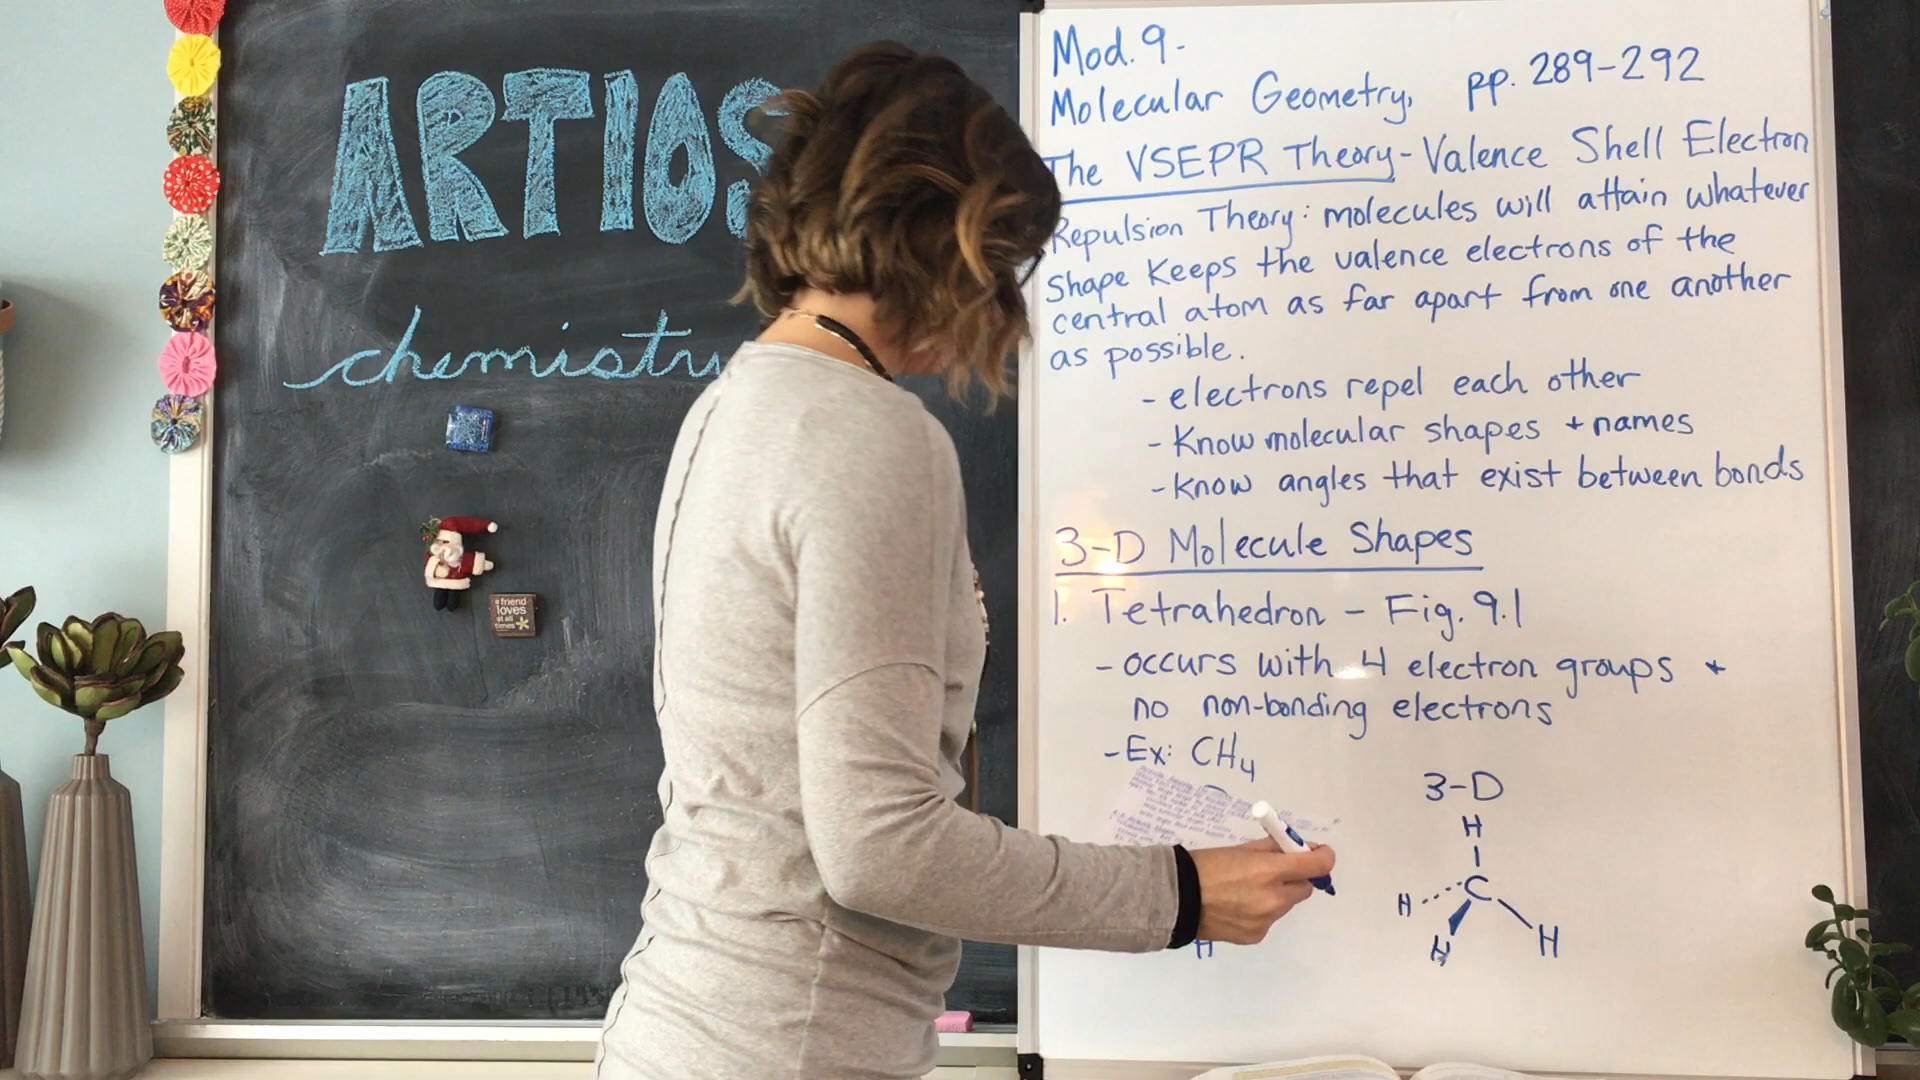 ARTIOS
chemistry
a friend
loves
at all
times
Mod. 9-
Molecular Geometry, pp. 289-292
The VSEPR Theory - Valence Shell Electron
Repulsion Theory: molecules will attain whatever
shape keeps the valence electrons of the
central atom as far apart from one another
as possible.
- electrons repel each other
- Know molecular shapes + names
- Know angles that exist between bonds
3-D Molecule Shapes
1. Tetrahedron - Fig. 9.1
- occurs with 4 electron groups +
no non-bonding electrons
- Ex: CH4
3-D
H
C
H
H
H
H